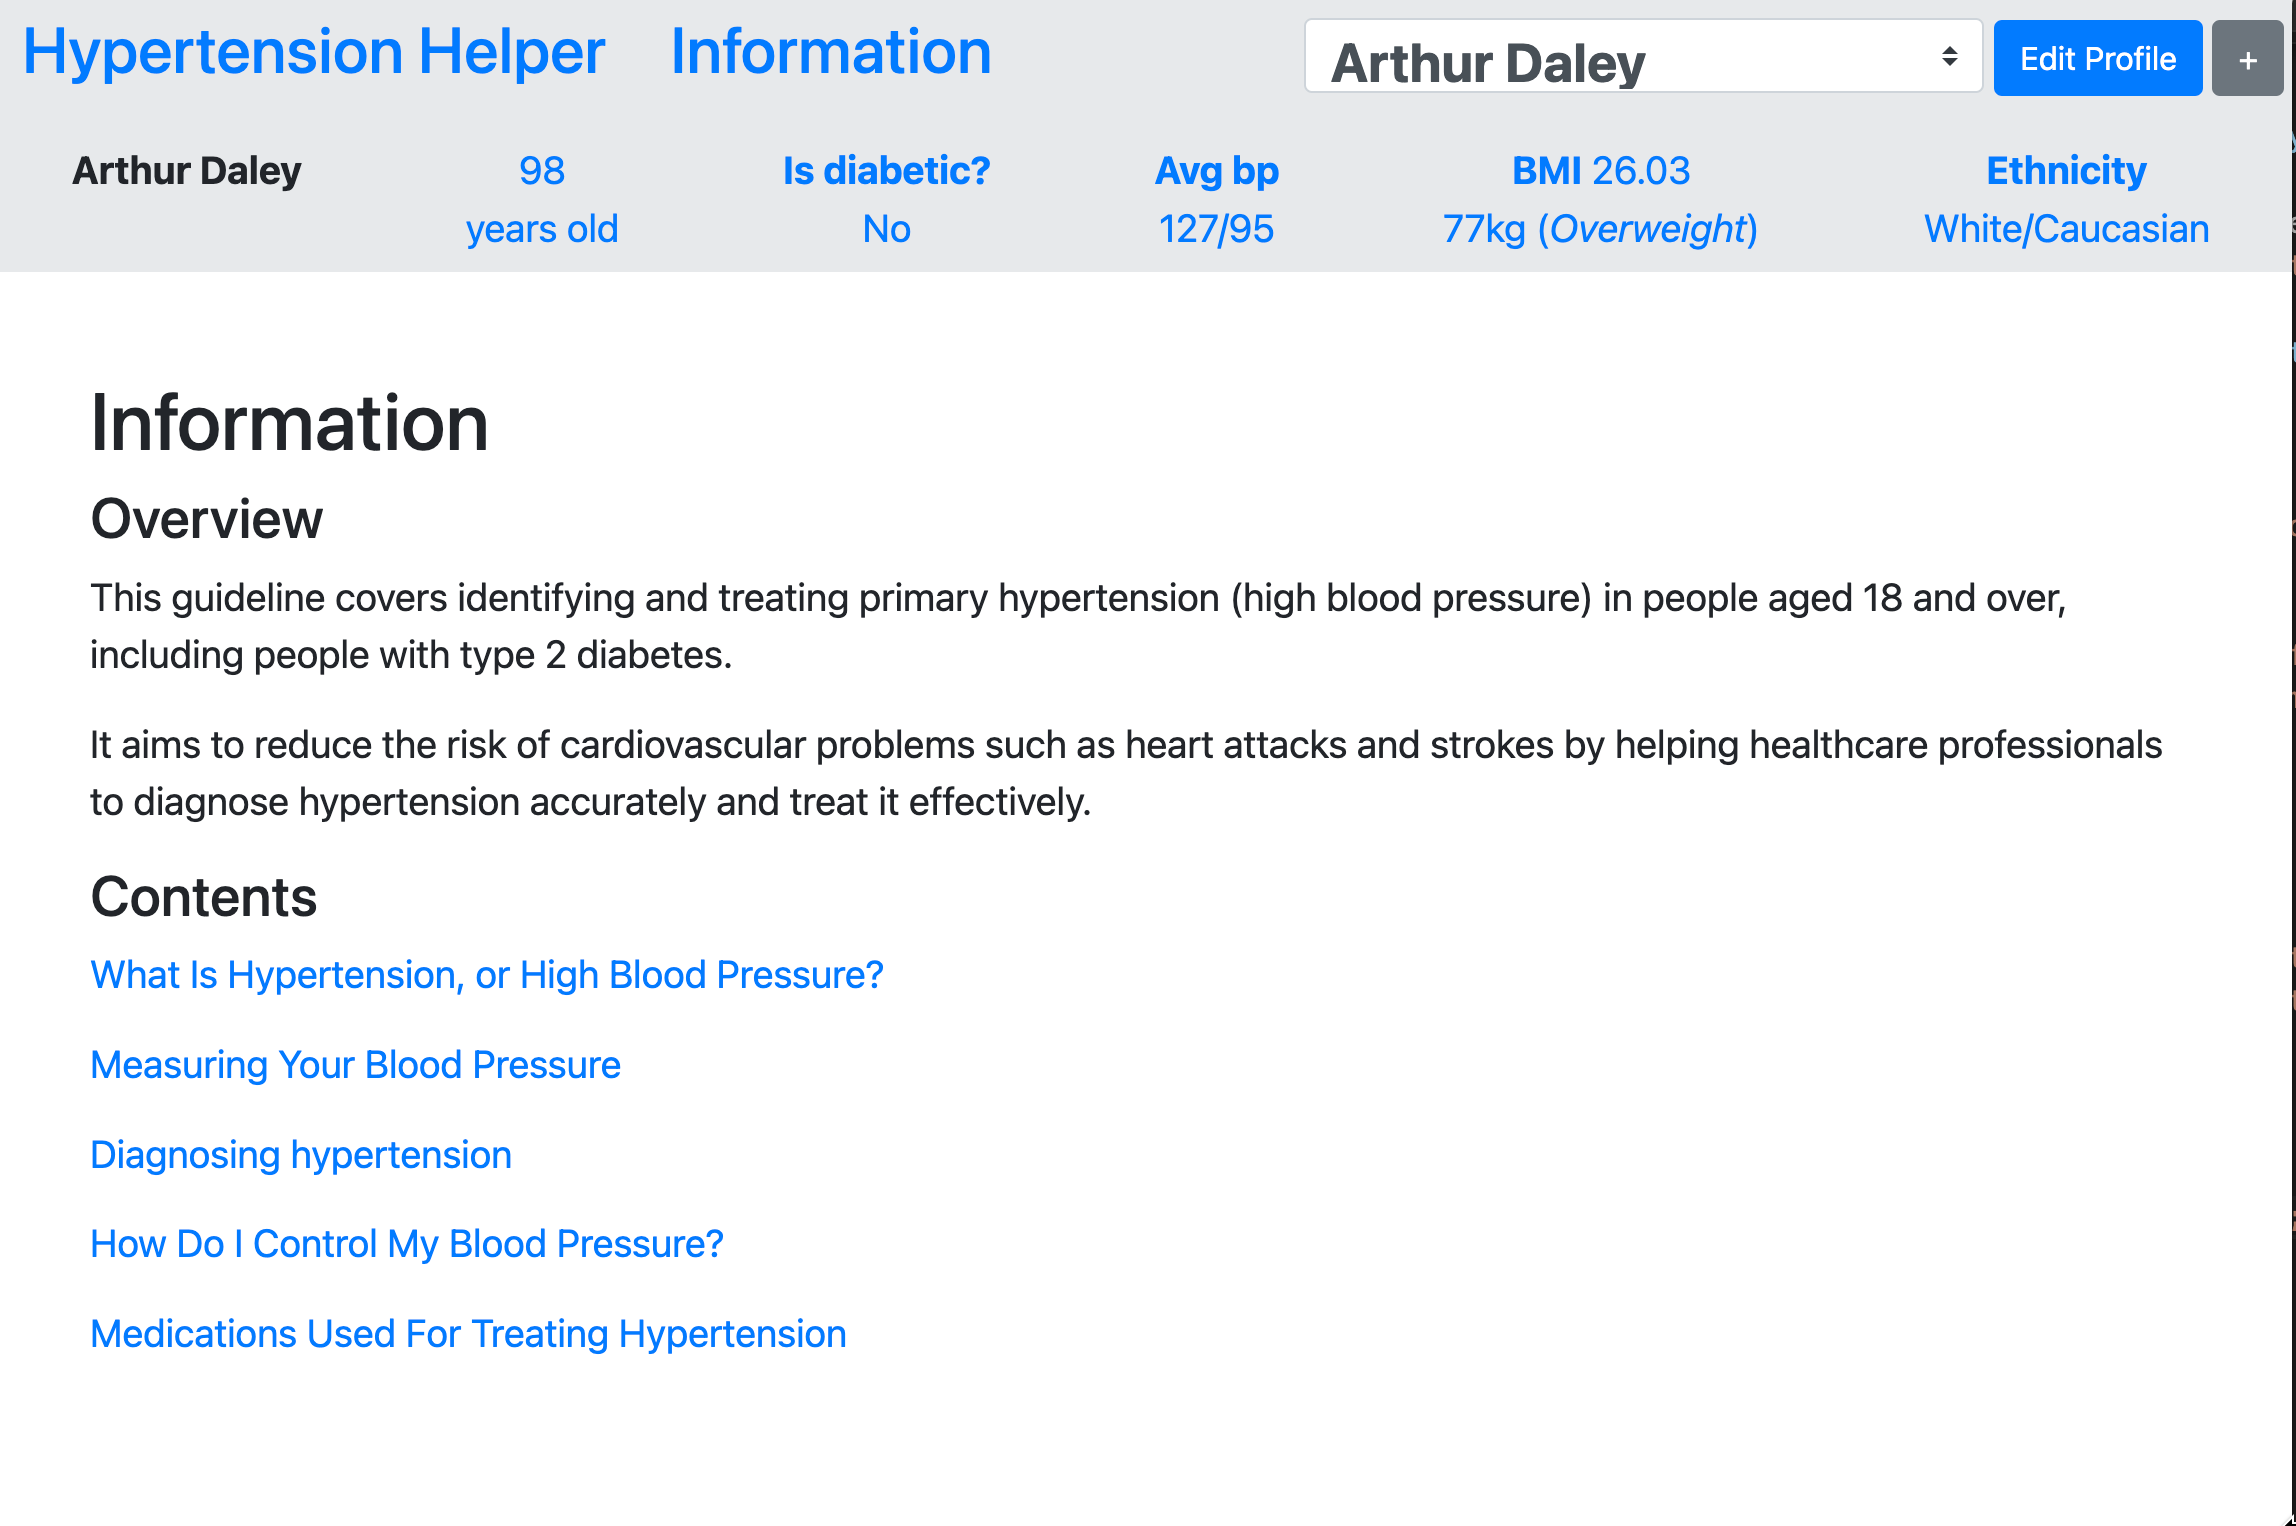 Hypertension Helper Information Arthur Daley Edit Profile +
Arthur Daley 98 Is diabetic? Avg bp BMI 26.03 Ethnicity
years old No 127/95 77kg (Overweight) White/Caucasian
Information
Overview
This guideline covers identifying and treating primary hypertension (high blood pressure) in people aged 18 and over,
including people with type 2 diabetes.
It aims to reduce the risk of cardiovascular problems such as heart attacks and strokes by helping healthcare professionals
to diagnose hypertension accurately and treat it effectively.
Contents
What Is Hypertension, or High Blood Pressure?
Measuring Your Blood Pressure
Diagnosing hypertension
How Do I Control My Blood Pressure?
Medications Used For Treating Hypertension